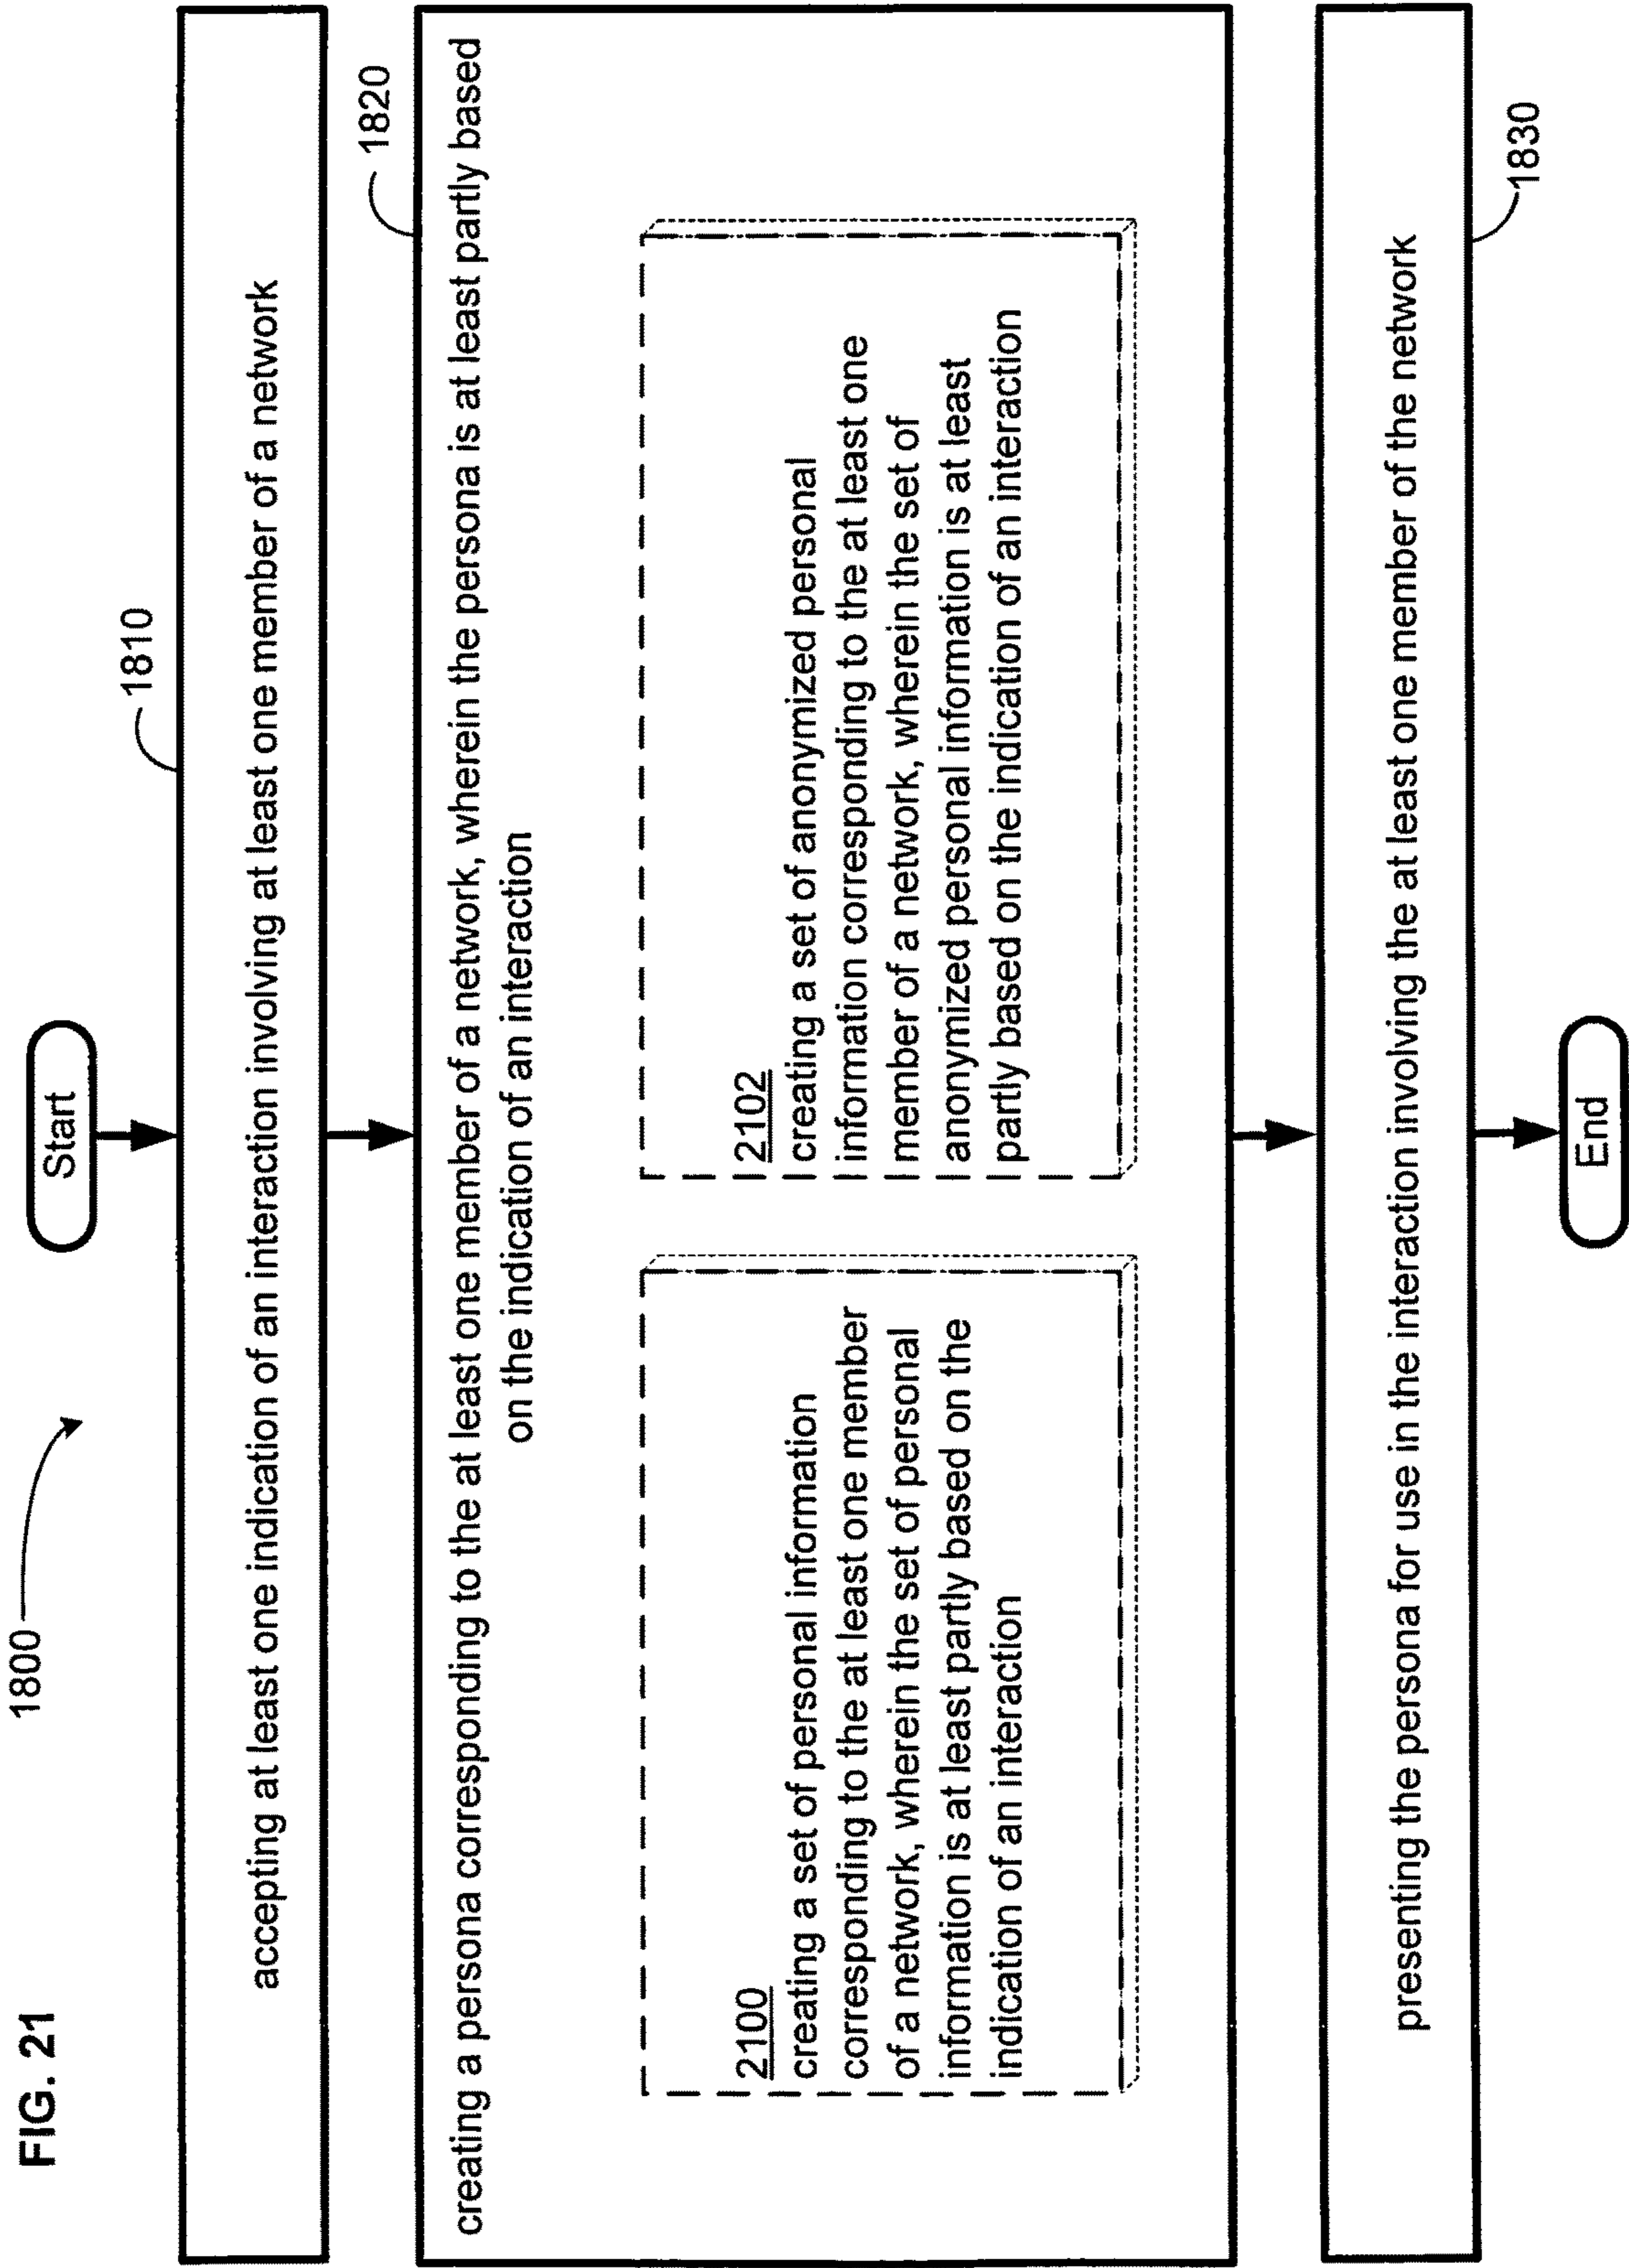 FIG. 21
1800
Start
1810
accepting at least one indication of an interaction involving at least one member of a network
1820
creating a persona corresponding to the at least one member of a network, wherein the persona is at least partly based
on the indication of an interaction
2100
creating a set of personal information
corresponding to the at least one member
of a network, wherein the set of personal
information is at least partly based on the
indication of an interaction
2102
creating a set of anonymized personal
information corresponding to the at least one
member of a network, wherein the set of
anonymized personal information is at least
partly based on the indication of an interaction
1830
presenting the persona for use in the interaction involving the at least one member of the network
End